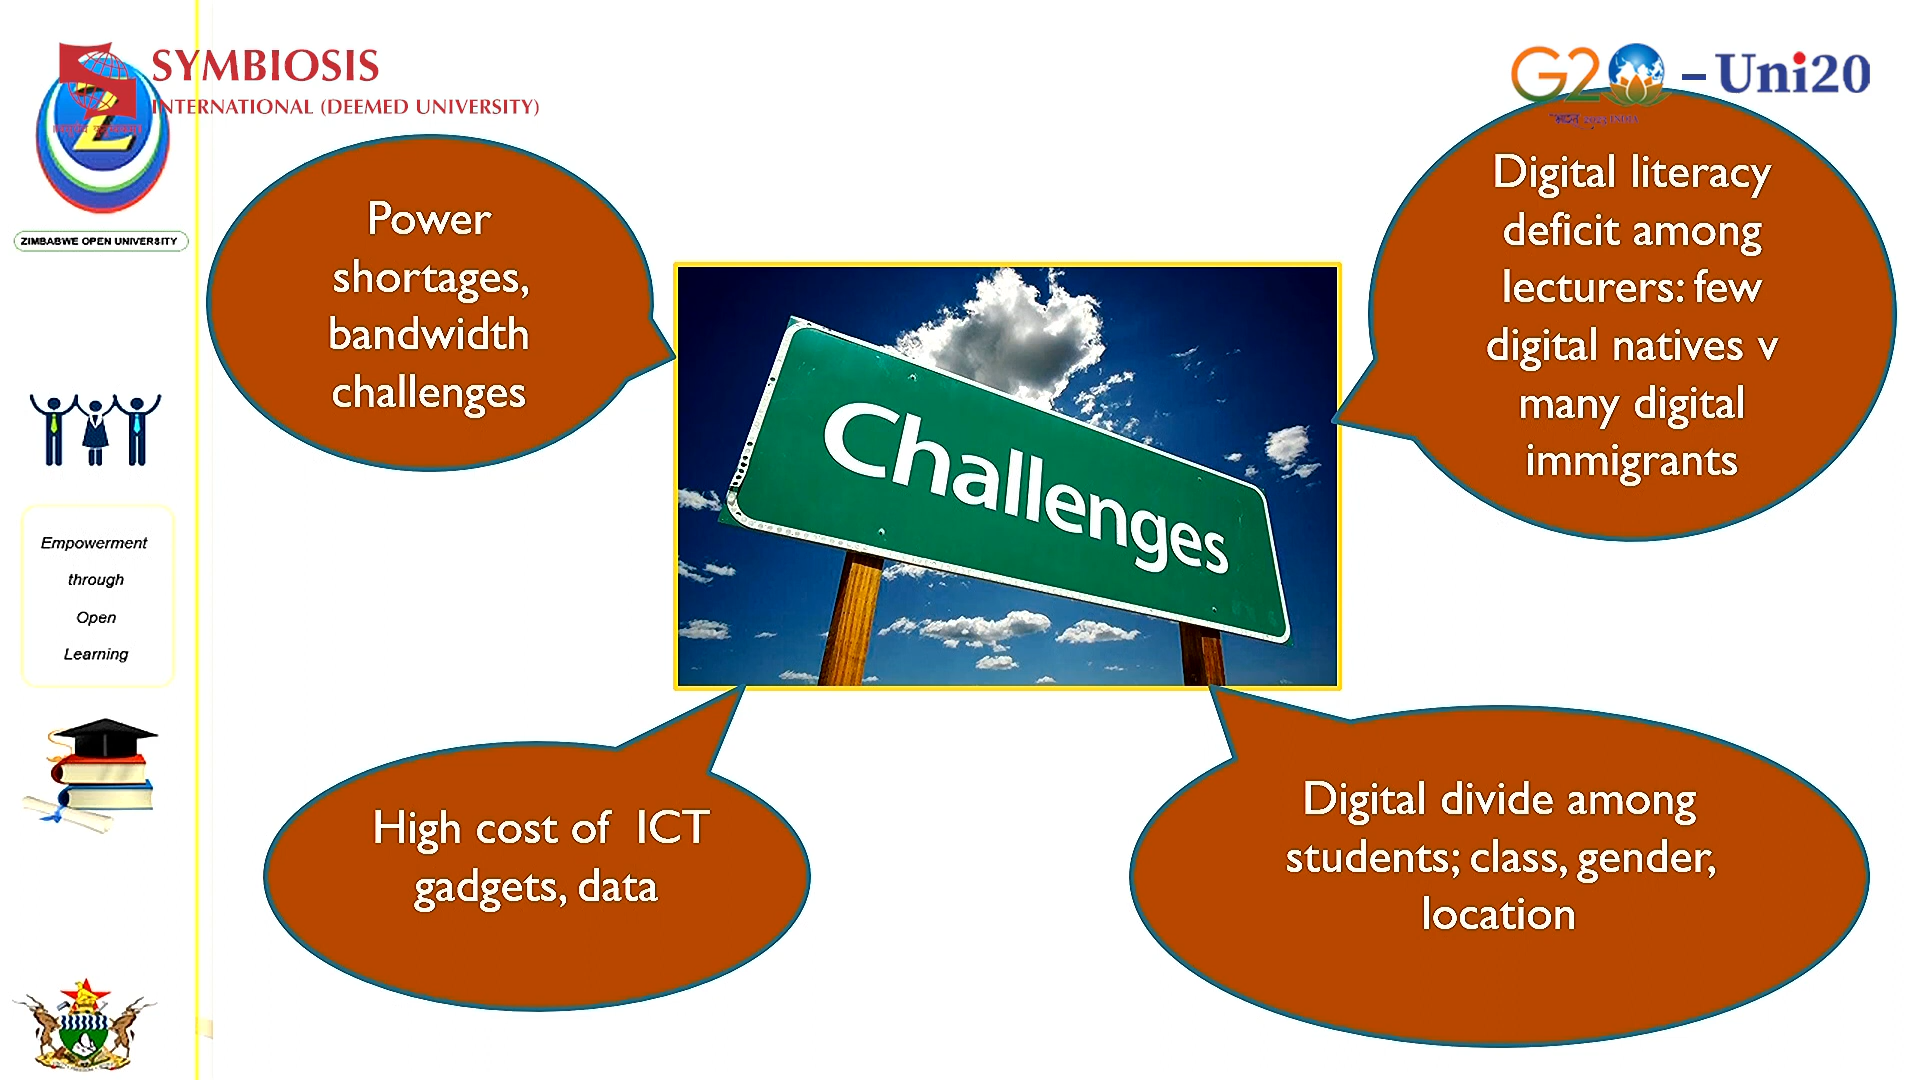 SYMBIOSIS
INTERNATIONAL (DEEMED UNIVERSITY)
G20 – Uni20
ZIMBABWE OPEN UNIVERSITY
Empowerment
through
Open
Learning
Power
shortages,
bandwidth
challenges
Digital literacy
deficit among
lecturers: few
digital natives v
many digital
immigrants
Challenges
High cost of ICT
gadgets, data
Digital divide among
students; class, gender,
location